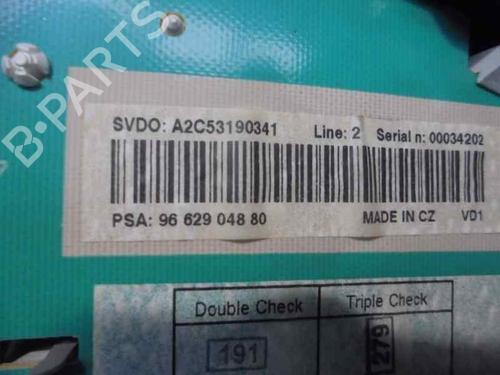 B-PARTS
SVDO: A2C53190341 Line: 2 Serial n: 00034202
PSA: 96 629 048 80 MADE IN CZ VD1
Double Check Triple Check
191 279